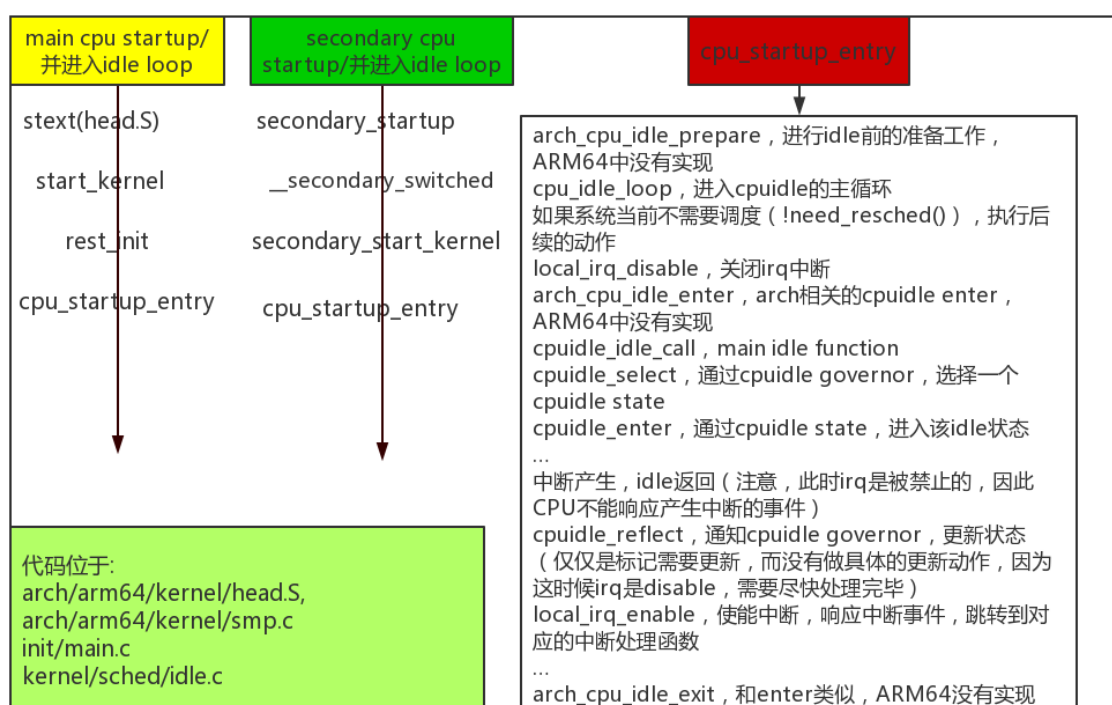 main cpu startup/
并进入idle loop
stext(head.S)
start_kernel
rest_init
cpu_startup_entry
secondary cpu
startup/并进入idle loop
secondary_startup
__secondary_switched
secondary_start_kernel
cpu_startup_entry
cpu_startup_entry
arch_cpu_idle_prepare，进行idle前的准备工作，
ARM64中没有实现
cpu_idle_loop，进入cpuidle的主循环
如果系统当前不需要调度（!need_resched()），执行后
续的动作
local_irq_disable，关闭irq中断
arch_cpu_idle_enter，arch相关的cpuidle enter，
ARM64中没有实现
cpuidle_idle_call，main idle function
cpuidle_select，通过cpuidle governor，选择一个
cpuidle state
cpuidle_enter，通过cpuidle state，进入该idle状态
...
中断产生，idle返回（注意，此时irq是被禁止的，因此
CPU不能响应产生中断的事件）
cpuidle_reflect，通知cpuidle governor，更新状态
（仅仅是标记需要更新，而没有做具体的更新动作，因为
这时候irq是disable，需要尽快处理完毕）
local_irq_enable，使能中断，响应中断事件，跳转到对
应的中断处理函数
...
arch_cpu_idle_exit，和enter类似，ARM64没有实现
代码位于:
arch/arm64/kernel/head.S,
arch/arm64/kernel/smp.c
init/main.c
kernel/sched/idle.c